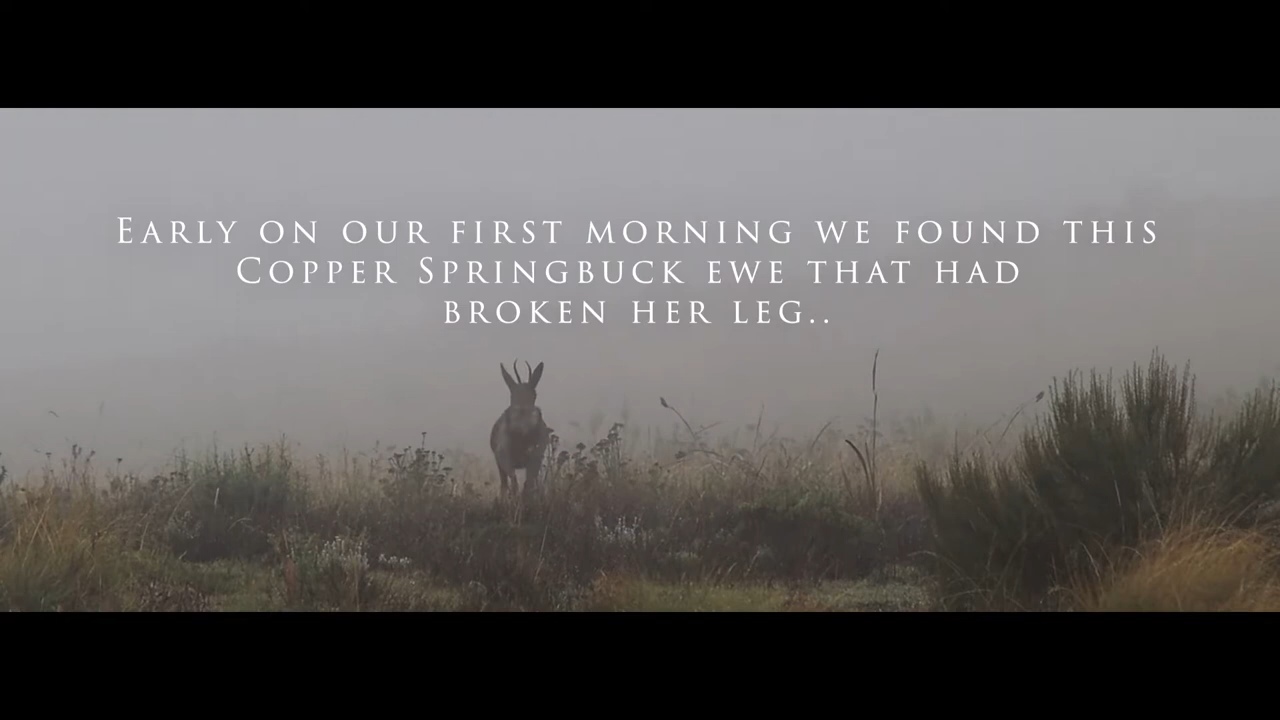 Early on our first morning we found this
Copper Springbuck ewe that had
broken her leg..